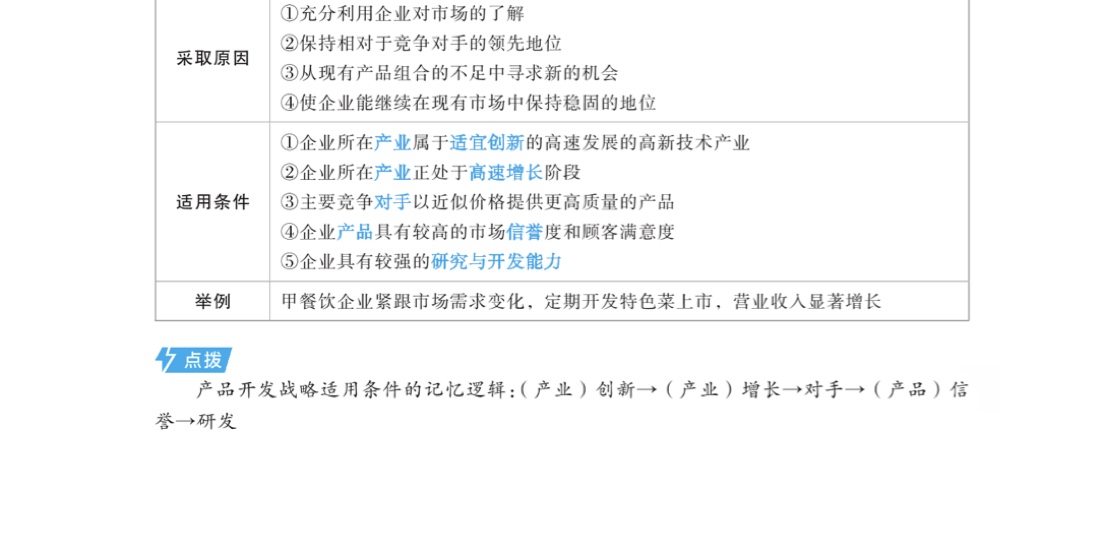 ①充分利用企业对市场的了解
②保持相对于竞争对手的领先地位
采取原因
③从现有产品组合的不足中寻求新的机会
④使企业能继续在现有市场中保持稳固的地位
①企业所在产业属于适宜创新的高速发展的高新技术产业
②企业所在产业正处于高速增长阶段
适用条件
③主要竞争对手以近似价格提供更高质量的产品
④企业产品具有较高的市场信誉度和顾客满意度
⑤企业具有较强的研究与开发能力
举例
甲餐饮企业紧跟市场需求变化，定期开发特色菜上市，营业收入显著增长
点拨
产品开发战略适用条件的记忆逻辑：（产业）创新→（产业）增长→对手→（产品）信
誉→研发